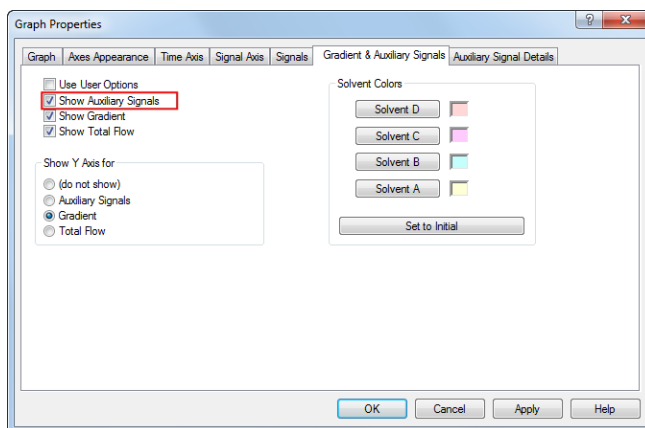 Graph Properties
Graph Axes Appearance Time Axis Signal Axis Signals Gradient & Auxiliary Signals Auxiliary Signal Details
Use User Options
Show Auxiliary Signals
Show Gradient
Show Total Flow
Show Y Axis for
(do not show)
Auxiliary Signals
Gradient
Total Flow
Solvent Colors
Solvent D
Solvent C
Solvent B
Solvent A
Set to Initial
OK Cancel Apply Help